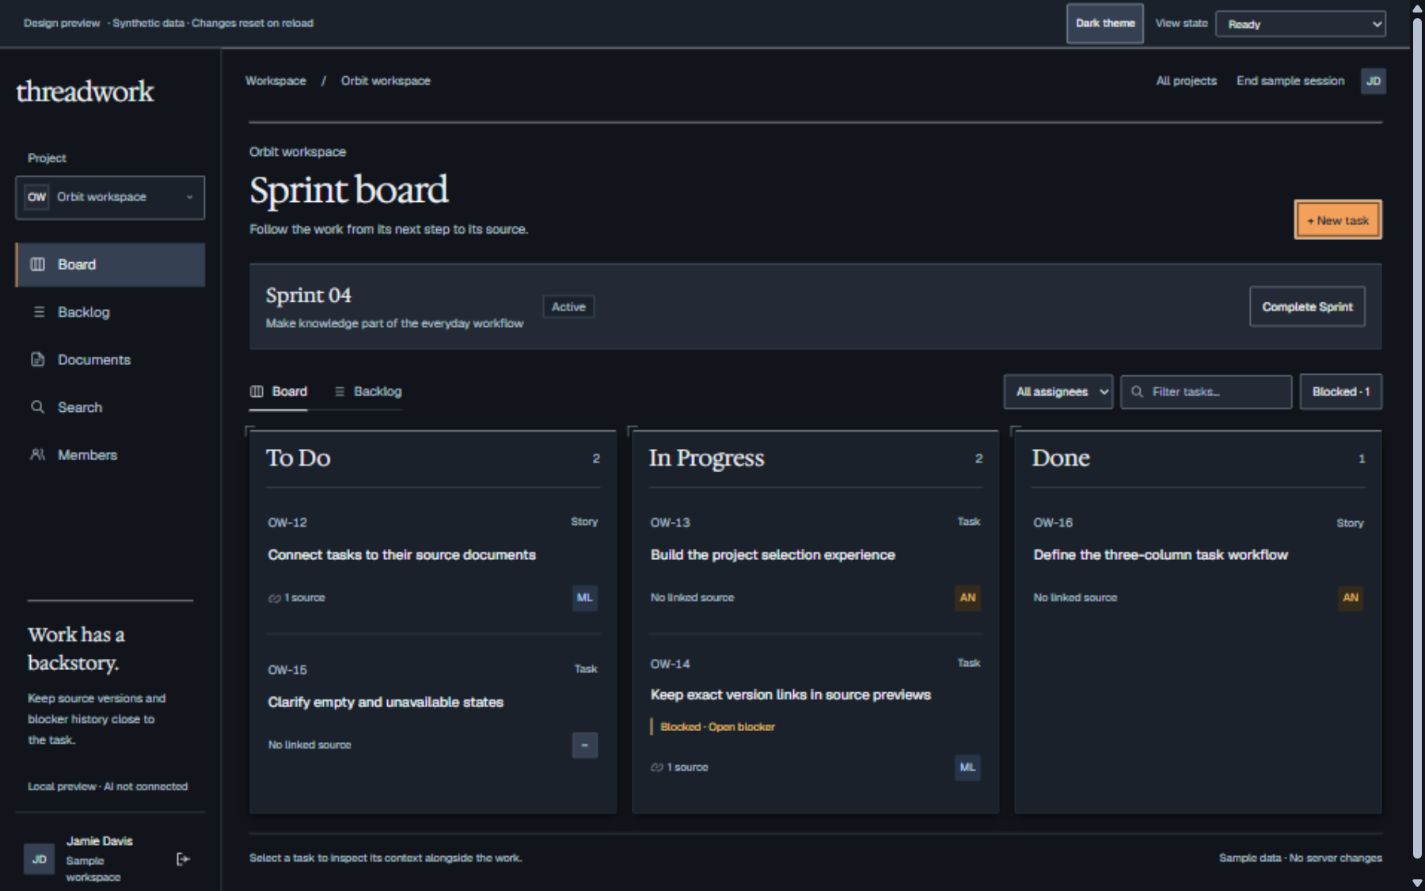 Design preview · Synthetic data · Changes reset on reload
Dark theme
View state
Ready
threadwork
Workspace / Orbit workspace
All projects
End sample session
JD
Project
OW Orbit workspace
Board
Backlog
Documents
Search
Members
Work has a
backstory.
Keep source versions and
blocker history close to
the task.
Local preview · AI not connected
JD
Jamie Davis
Sample
workspace
Orbit workspace
Sprint board
Follow the work from its next step to its source.
+ New task
Sprint 04
Active
Make knowledge part of the everyday workflow
Complete Sprint
Board
Backlog
All assignees
Filter tasks…
Blocked · 1
To Do 2
OW-12 Story
Connect tasks to their source documents
1 source ML
OW-15 Task
Clarify empty and unavailable states
No linked source –
In Progress 2
OW-13 Task
Build the project selection experience
No linked source AN
OW-14 Task
Keep exact version links in source previews
Blocked · Open blocker
1 source ML
Done 1
OW-16 Story
Define the three-column task workflow
No linked source AN
Select a task to inspect its context alongside the work.
Sample data · No server changes